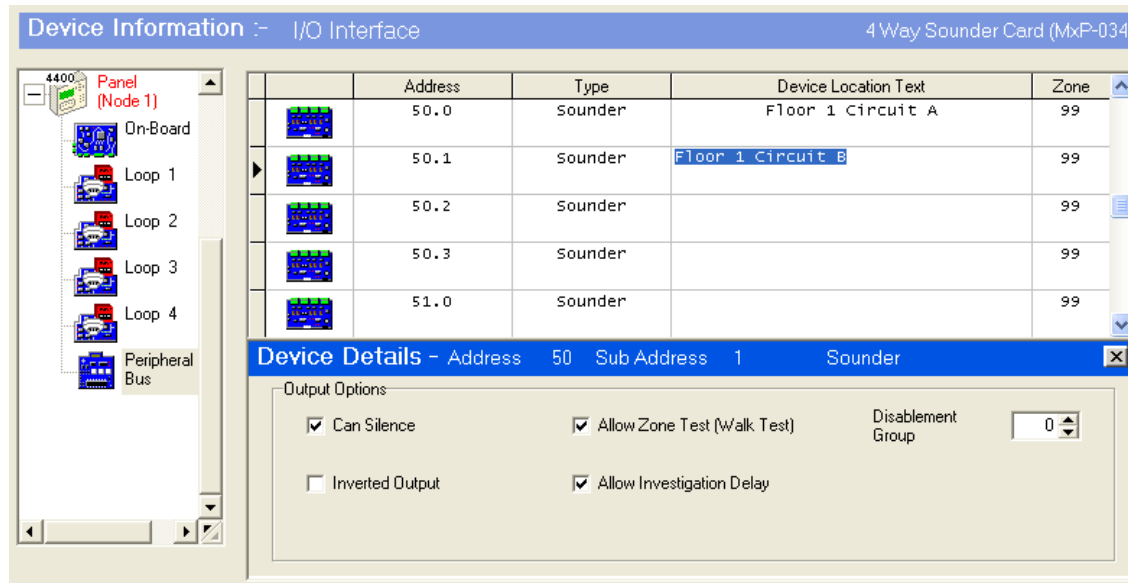 Device Information :- I/O Interface 4 Way Sounder Card (MxP-034
4400
Panel
(Node 1)
On-Board
Loop 1
Loop 2
Loop 3
Loop 4
Peripheral
Bus
Address Type Device Location Text Zone
50.0 Sounder Floor 1 Circuit A 99
50.1 Sounder Floor 1 Circuit B 99
50.2 Sounder 99
50.3 Sounder 99
51.0 Sounder 99
Device Details - Address 50 Sub Address 1 Sounder
Output Options
Can Silence Allow Zone Test (Walk Test) Disablement
Group 0
Inverted Output Allow Investigation Delay